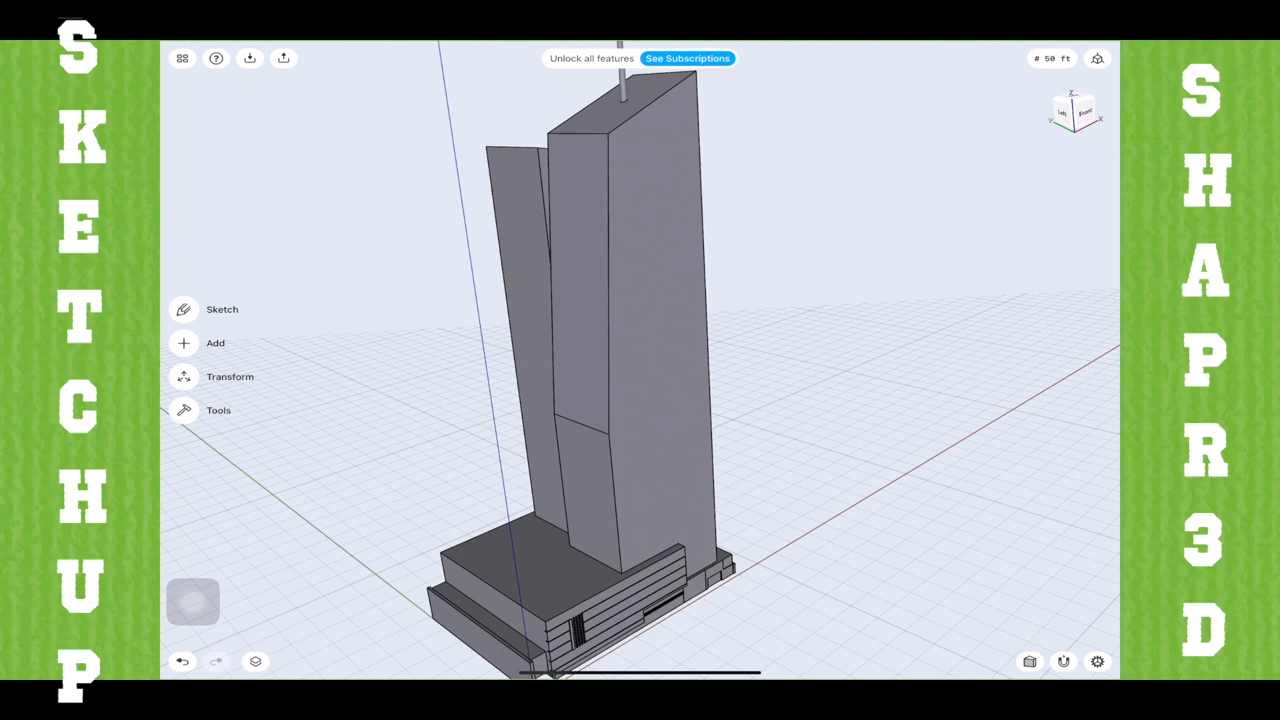 SKETCHUP
Unlock all features See Subscriptions
# 50 ft
Z
Left Front
Y X
Sketch
Add
Transform
Tools
SHAPR3D